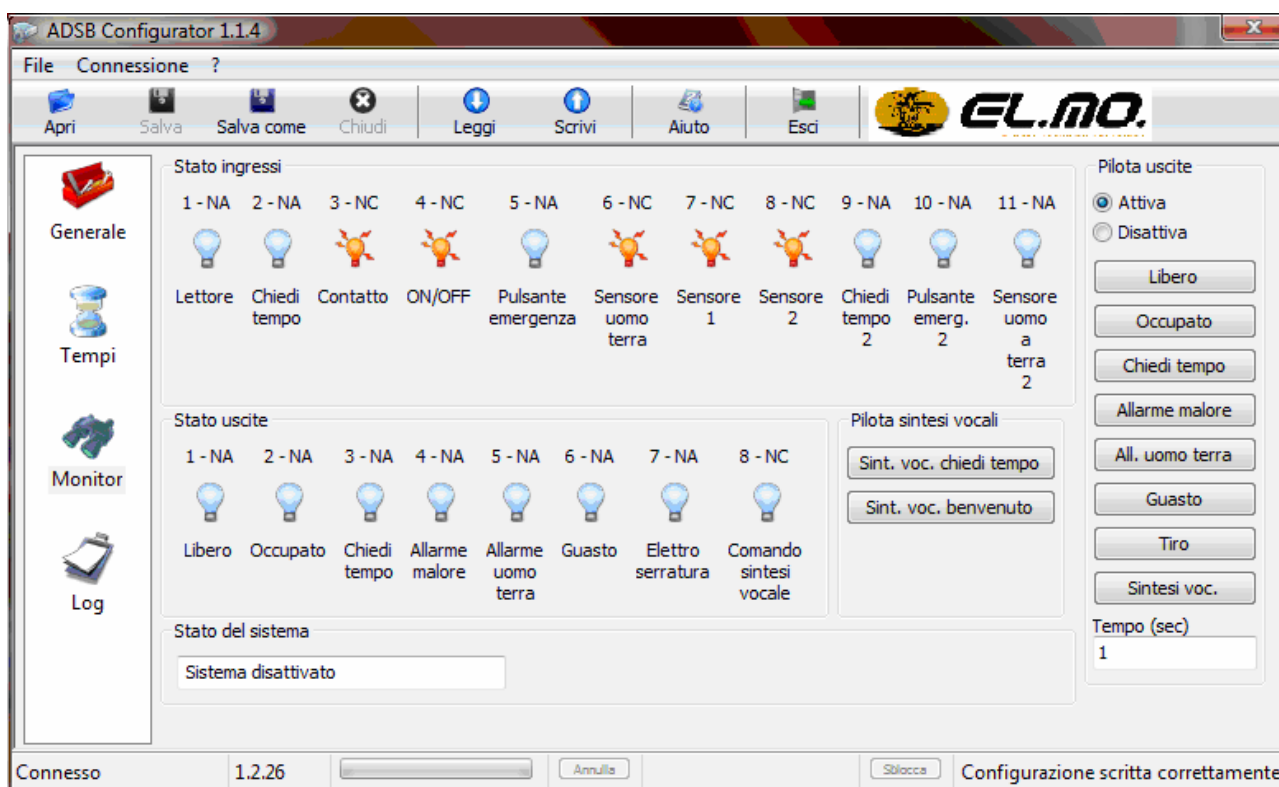 ADSB Configurator 1.1.4
File Connessione ?
Apri Salva Salva come Chiudi Leggi Scrivi Aiuto Esci EL.MO.
Generale
Tempi
Monitor
Log
Stato ingressi
1 - NA 2 - NA 3 - NC 4 - NC 5 - NA 6 - NC 7 - NC 8 - NC 9 - NA 10 - NA 11 - NA
Lettore Chiedi Contatto ON/OFF Pulsante Sensore Sensore Sensore Chiedi Pulsante Sensore
tempo emergenza uomo 1 2 tempo emerg. uomo
terra 2 2 a
terra
2
Stato uscite
1 - NA 2 - NA 3 - NA 4 - NA 5 - NA 6 - NA 7 - NA 8 - NC
Libero Occupato Chiedi Allarme Allarme Guasto Elettro Comando
tempo malore uomo serratura sintesi
terra vocale
Pilota sintesi vocali
Sint. voc. chiedi tempo
Sint. voc. benvenuto
Stato del sistema
Sistema disattivato
Pilota uscite
Attiva
Disattiva
Libero
Occupato
Chiedi tempo
Allarme malore
All. uomo terra
Guasto
Tiro
Sintesi voc.
Tempo (sec)
1
Connesso 1.2.26 Annulla Sblocca Configurazione scritta correttamente